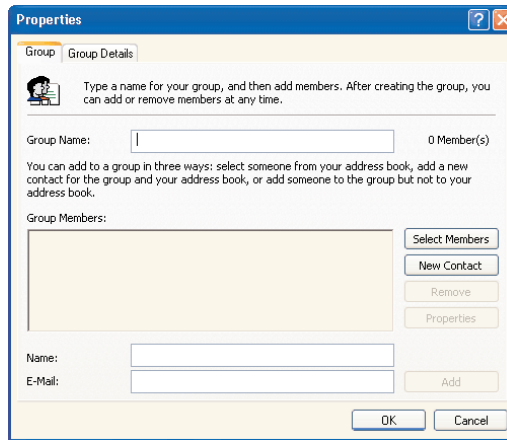 Properties
Group
Group Details
Type a name for your group, and then add members. After creating the group, you
can add or remove members at any time.
Group Name:
0 Member(s)
You can add to a group in three ways: select someone from your address book, add a new
contact for the group and your address book, or add someone to the group but not to your
address book.
Group Members:
Select Members
New Contact
Remove
Properties
Name:
E-Mail:
Add
OK
Cancel